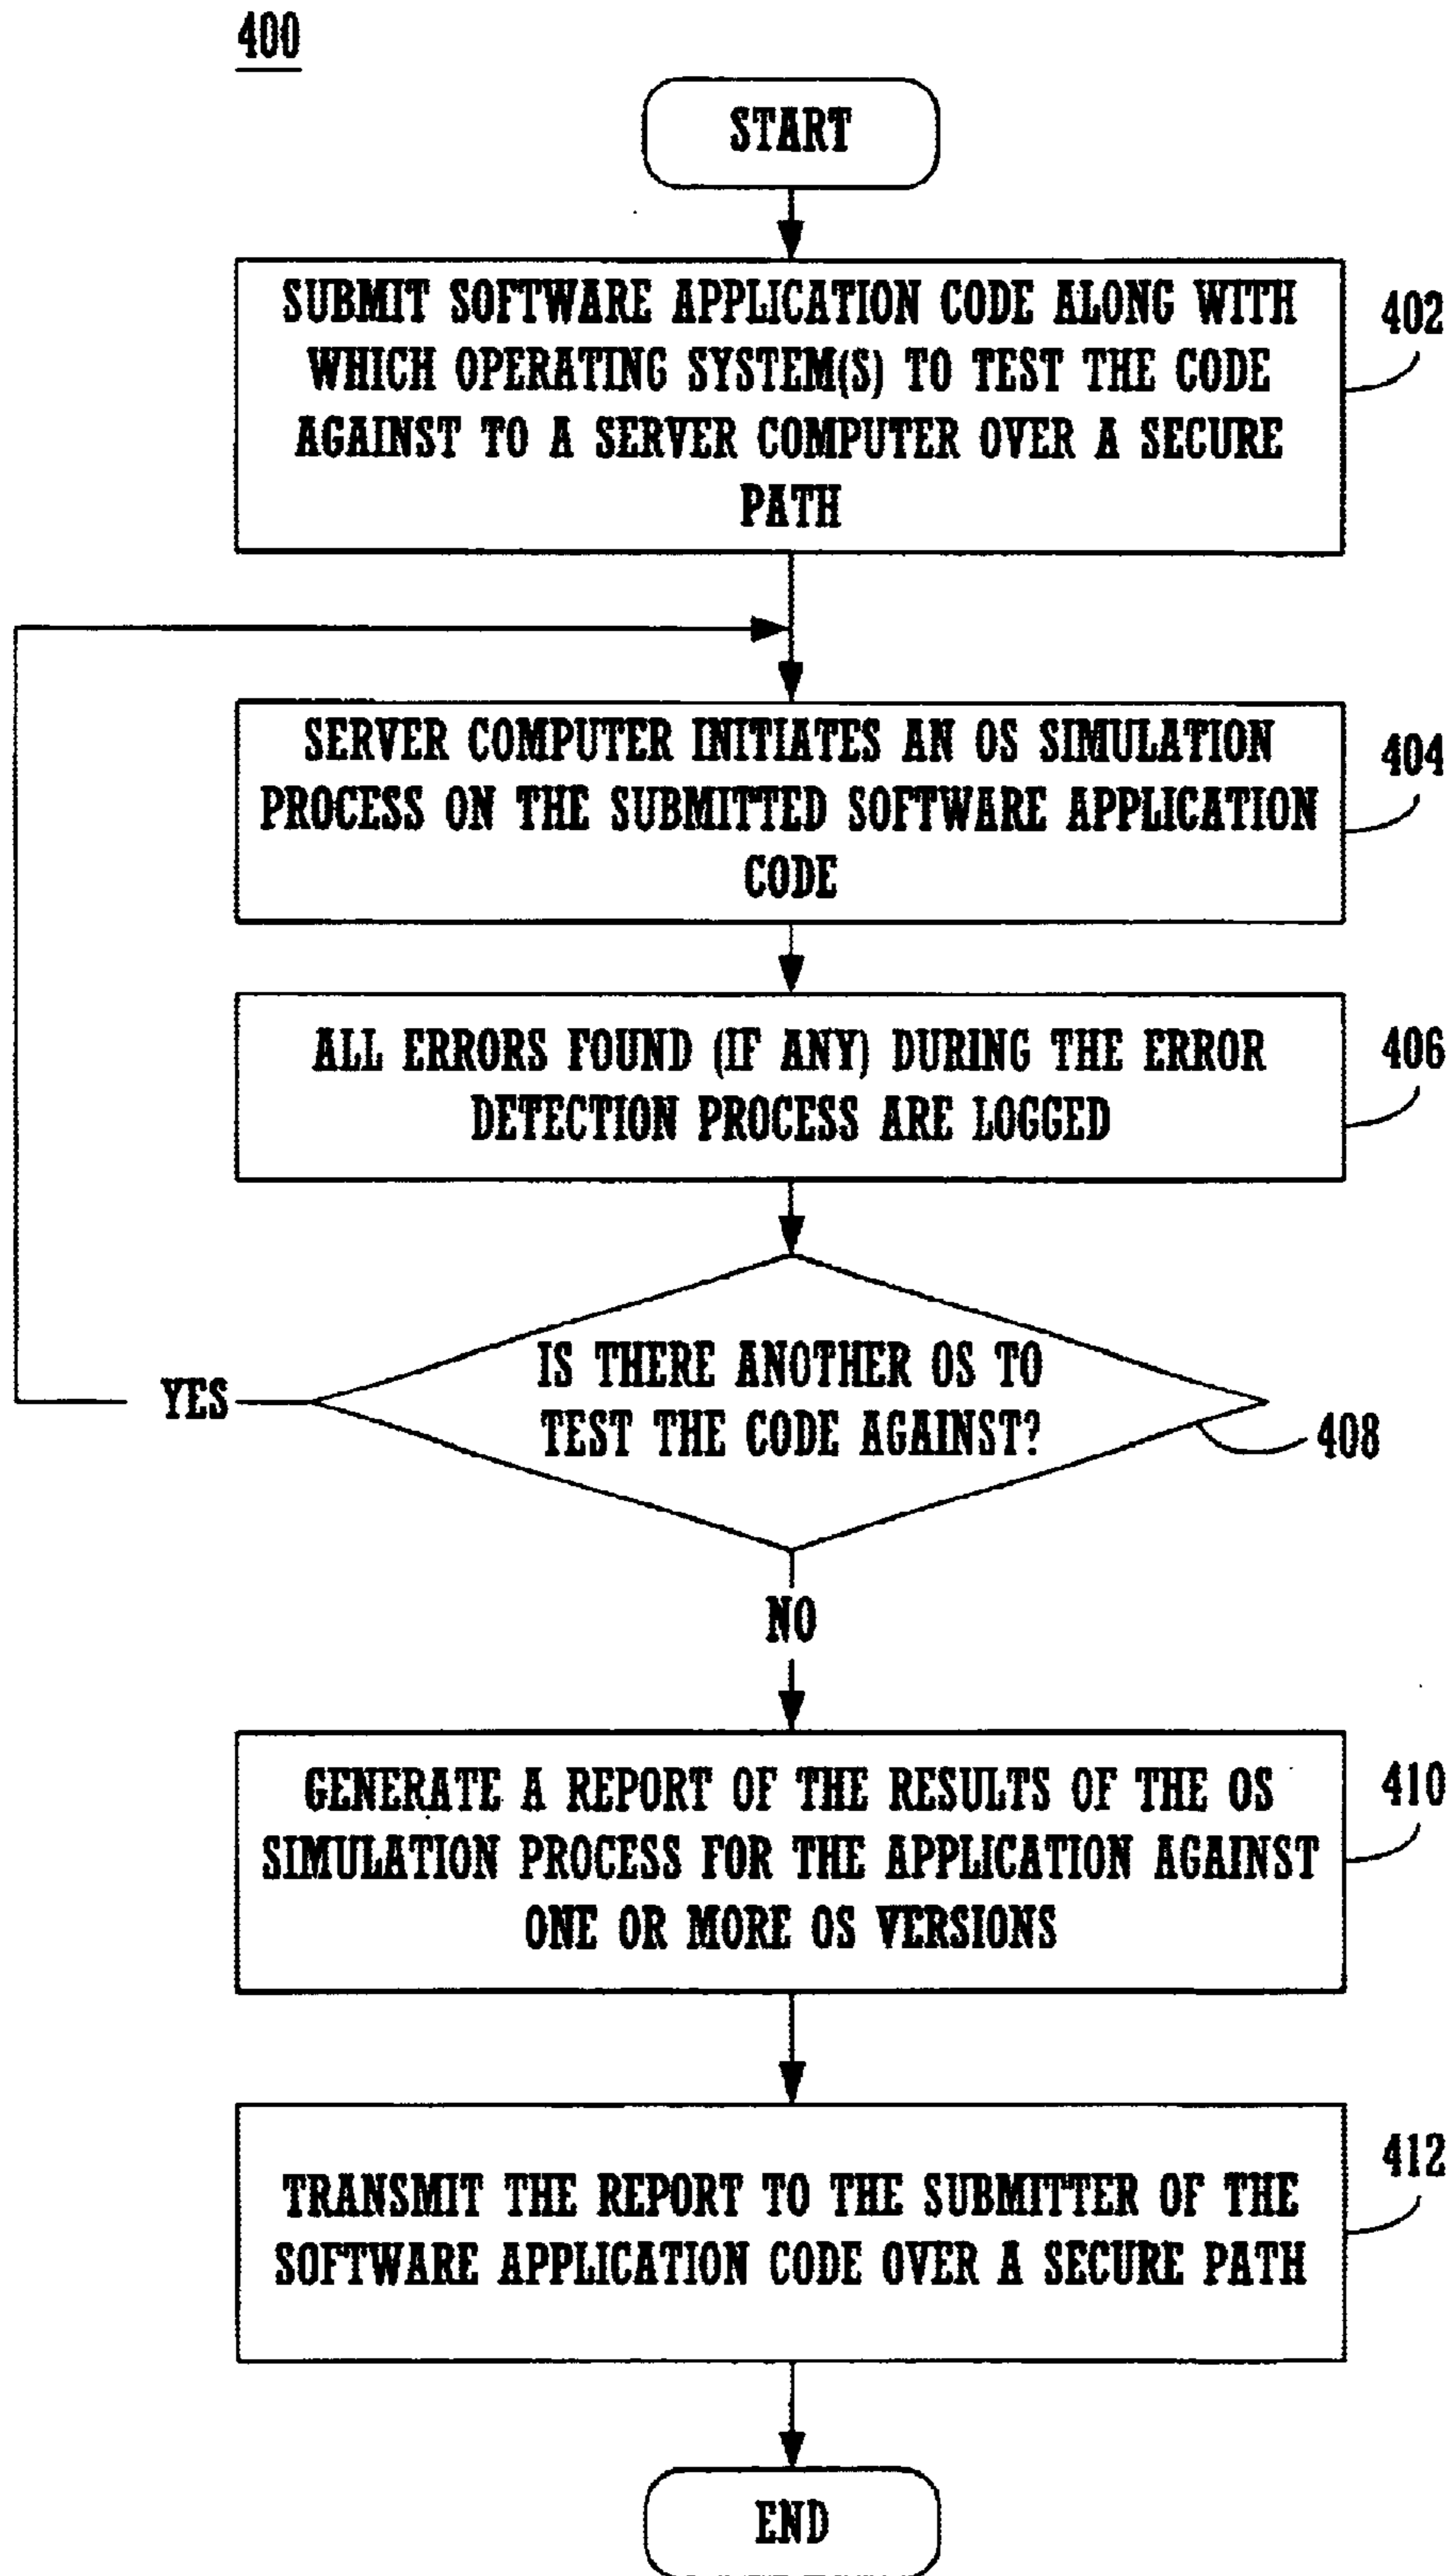 400
START
SUBMIT SOFTWARE APPLICATION CODE ALONG WITH
WHICH OPERATING SYSTEM(S) TO TEST THE CODE
AGAINST TO A SERVER COMPUTER OVER A SECURE
PATH
402
SERVER COMPUTER INITIATES AN OS SIMULATION
PROCESS ON THE SUBMITTED SOFTWARE APPLICATION
CODE
404
ALL ERRORS FOUND (IF ANY) DURING THE ERROR
DETECTION PROCESS ARE LOGGED
406
IS THERE ANOTHER OS TO
TEST THE CODE AGAINST?
YES
408
NO
GENERATE A REPORT OF THE RESULTS OF THE OS
SIMULATION PROCESS FOR THE APPLICATION AGAINST
ONE OR MORE OS VERSIONS
410
TRANSMIT THE REPORT TO THE SUBMITTER OF THE
SOFTWARE APPLICATION CODE OVER A SECURE PATH
412
END